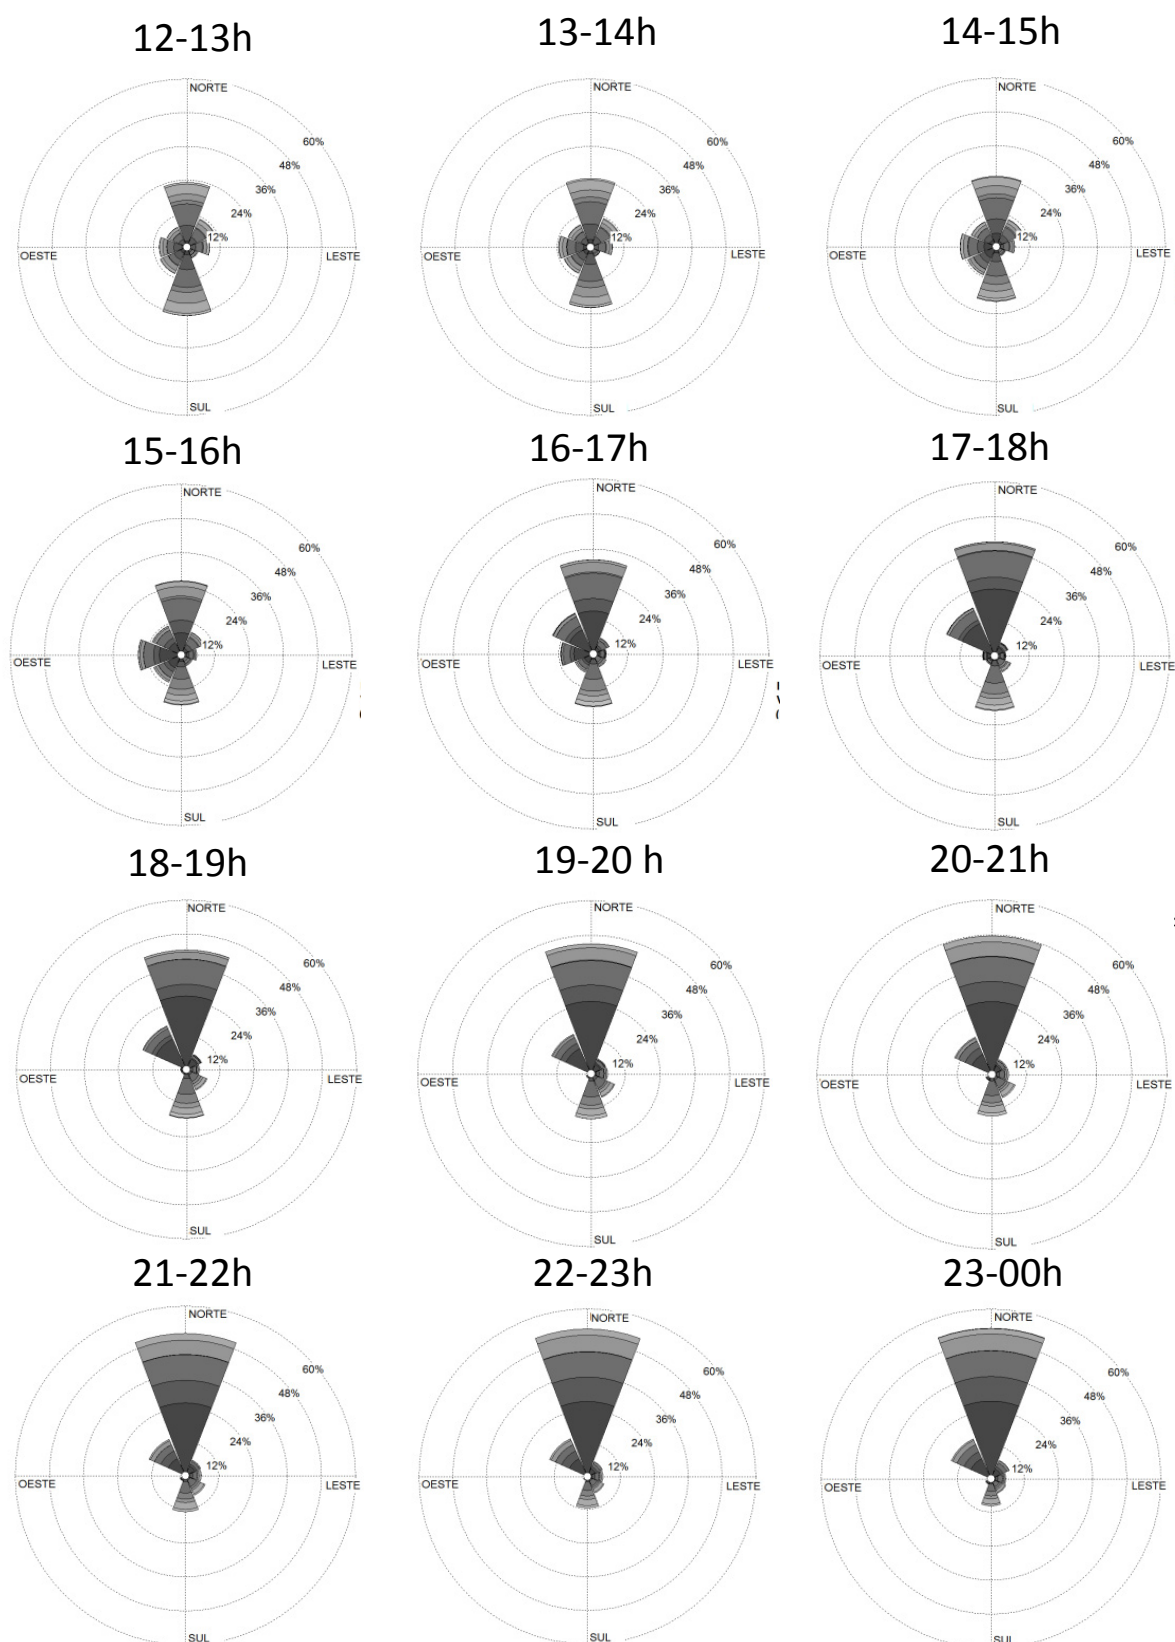 12-13h
NORTE
60%
48%
36%
24%
12%
OESTE
LESTE
SUL
13-14h
NORTE
60%
48%
36%
24%
12%
OESTE
LESTE
SUL
14-15h
NORTE
60%
48%
36%
24%
12%
OESTE
LESTE
SUL
15-16h
NORTE
60%
48%
36%
24%
12%
OESTE
LESTE
SUL
16-17h
NORTE
60%
48%
36%
24%
12%
OESTE
LESTE
SUL
17-18h
NORTE
60%
48%
36%
24%
12%
OESTE
LESTE
SUL
18-19h
NORTE
60%
48%
36%
24%
12%
OESTE
LESTE
SUL
19-20 h
NORTE
60%
48%
36%
24%
12%
OESTE
LESTE
SUL
20-21h
NORTE
60%
48%
36%
24%
12%
OESTE
LESTE
SUL
21-22h
NORTE
60%
48%
36%
24%
12%
OESTE
LESTE
SUL
22-23h
NORTE
60%
48%
36%
24%
12%
OESTE
LESTE
SUL
23-00h
NORTE
60%
48%
36%
24%
12%
OESTE
LESTE
SUL